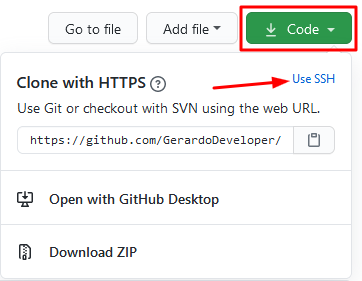 Go to file
Add file
Code
Clone with HTTPS
Use SSH
Use Git or checkout with SVN using the web URL.
https://github.com/GerardoDeveloper/
Open with GitHub Desktop
Download ZIP